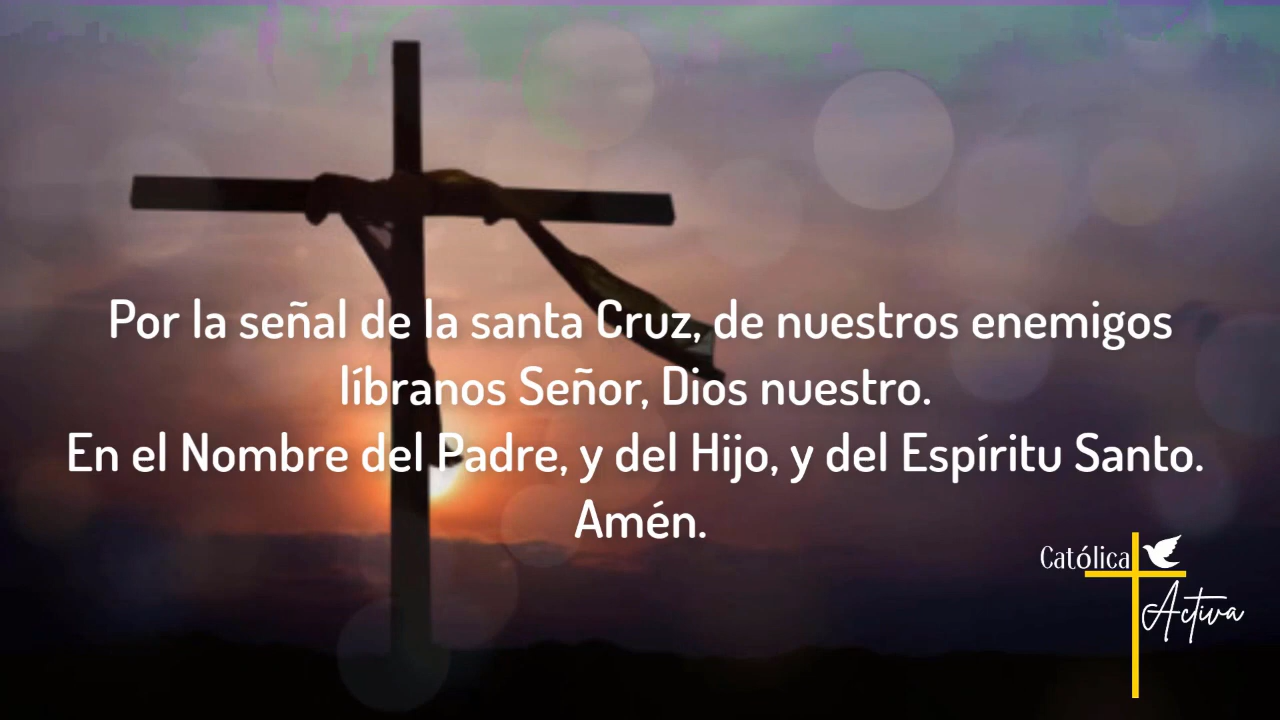 Por la señal de la santa Cruz, de nuestros enemigos
líbranos Señor, Dios nuestro.
En el Nombre del Padre, y del Hijo, y del Espíritu Santo.
Amén.
Católica
Activa